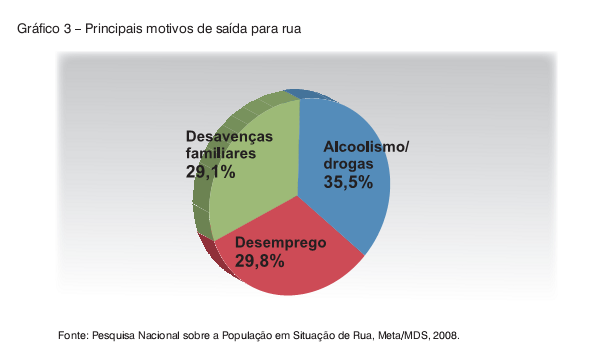 Gráfico 3 – Principais motivos de saída para rua
Desavenças
familiares
29,1%
Alcoolismo/
drogas
35,5%
Desemprego
29,8%
Fonte: Pesquisa Nacional sobre a População em Situação de Rua, Meta/MDS, 2008.